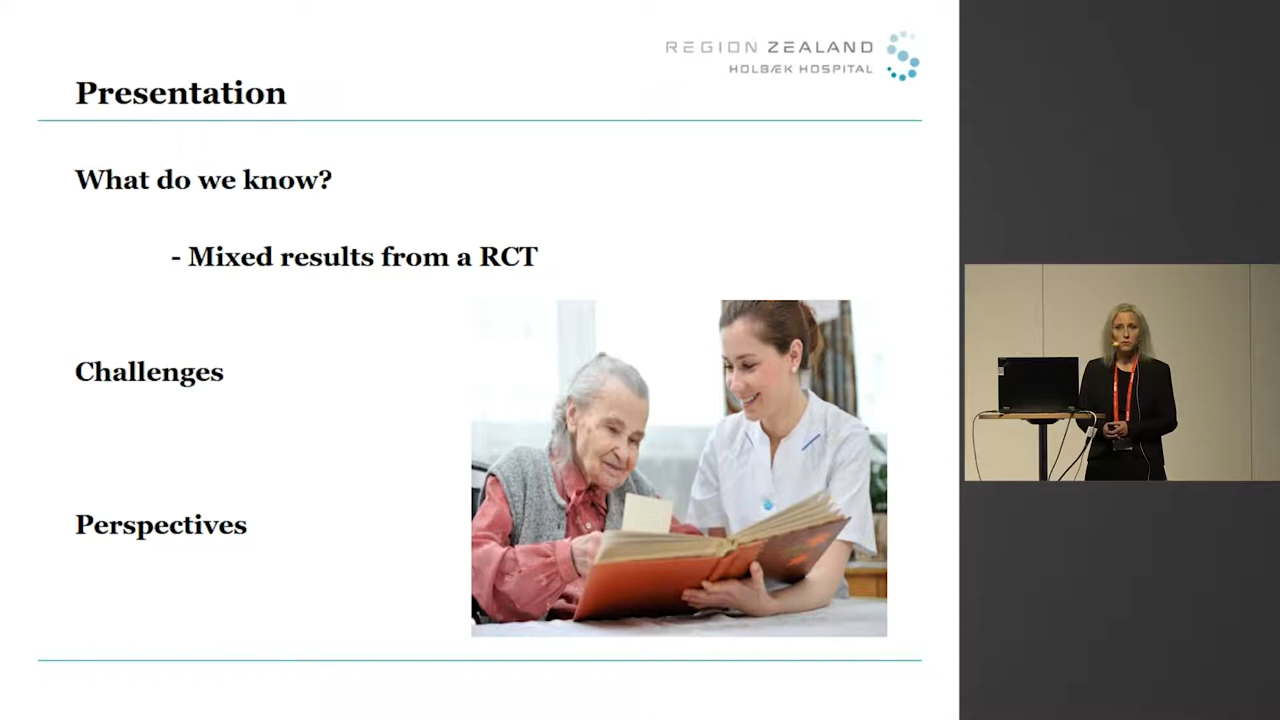 REGION ZEALAND
HOLBÆK HOSPITAL
Presentation
What do we know?
- Mixed results from a RCT
Challenges
Perspectives